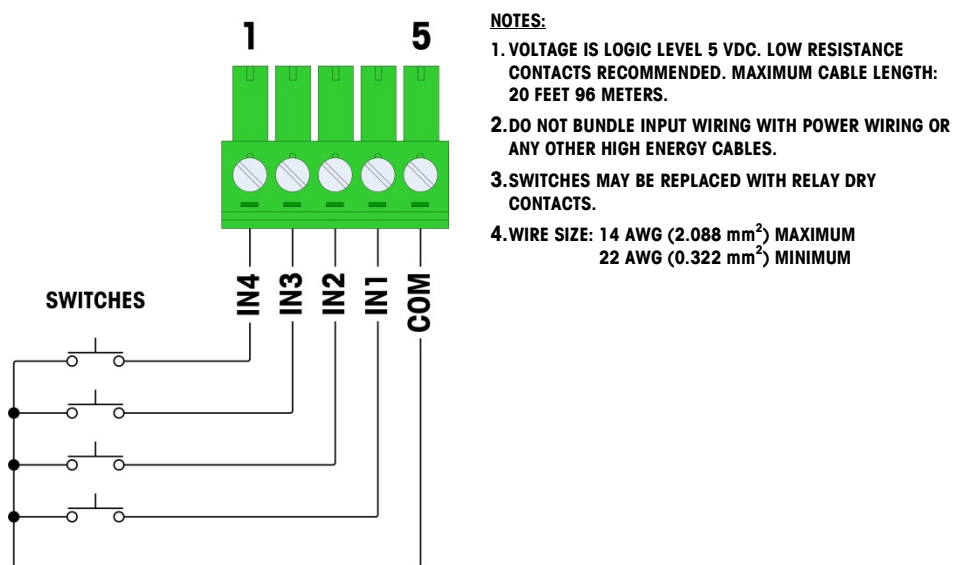 1 5
NOTES:
1. VOLTAGE IS LOGIC LEVEL 5 VDC. LOW RESISTANCE
CONTACTS RECOMMENDED. MAXIMUM CABLE LENGTH:
20 FEET 96 METERS.
2. DO NOT BUNDLE INPUT WIRING WITH POWER WIRING OR
ANY OTHER HIGH ENERGY CABLES.
3. SWITCHES MAY BE REPLACED WITH RELAY DRY
CONTACTS.
4. WIRE SIZE: 14 AWG (2.088 mm²) MAXIMUM
22 AWG (0.322 mm²) MINIMUM
IN4
IN3
IN2
IN1
COM
SWITCHES